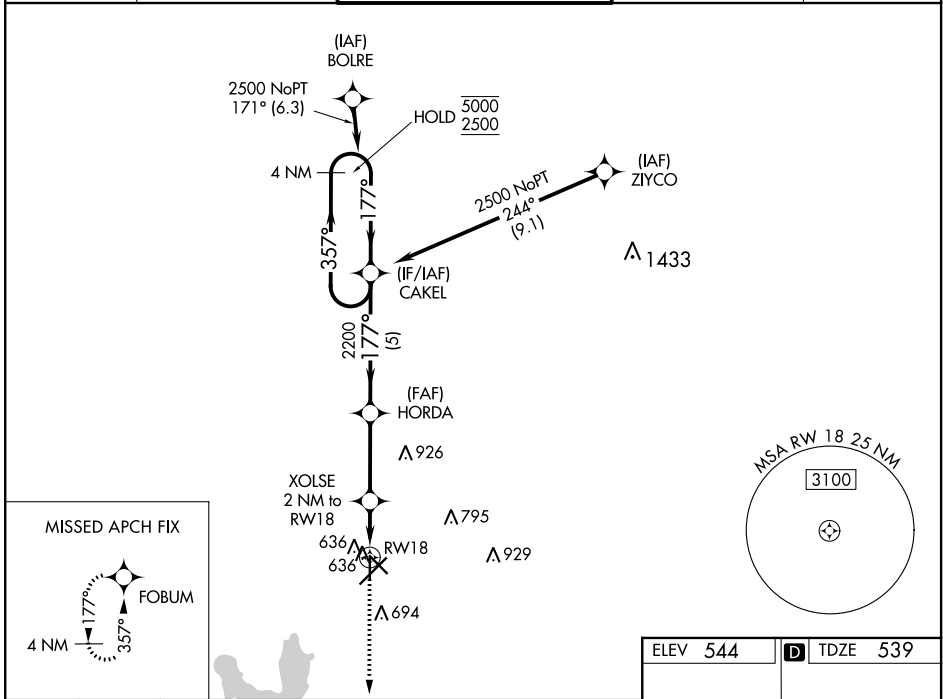 (IAF)
BOLRE
2500 NoPT
171° (6.3)
HOLD 5000
2500
4 NM
177°
357°
(IAF)
ZIYCO
2500 NoPT
244°
(9.1)
1433
(IF/IAF)
CAKEL
2200
177°
(5)
(FAF)
HORDA
926
XOLSE
2 NM to
RW18
795
636
RW18
636
929
694
MSA RW 18 25 NM
3100
MISSED APCH FIX
FOBUM
177°
357°
4 NM
ELEV 544
D TDZE 539